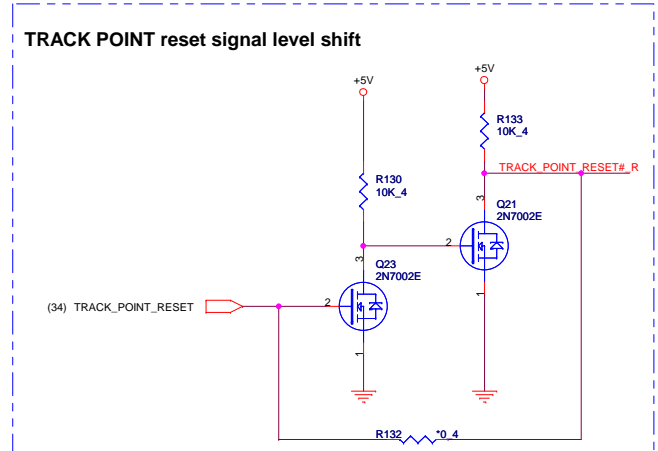 TRACK POINT reset signal level shift
+5V
+5V
R133
10K_4
TRACK_POINT_RESET#_R
R130
10K_4
3
Q21
2N7002E
2
3
Q23
2N7002E
1
(34) TRACK_POINT_RESET
2
1
R132 *0_4